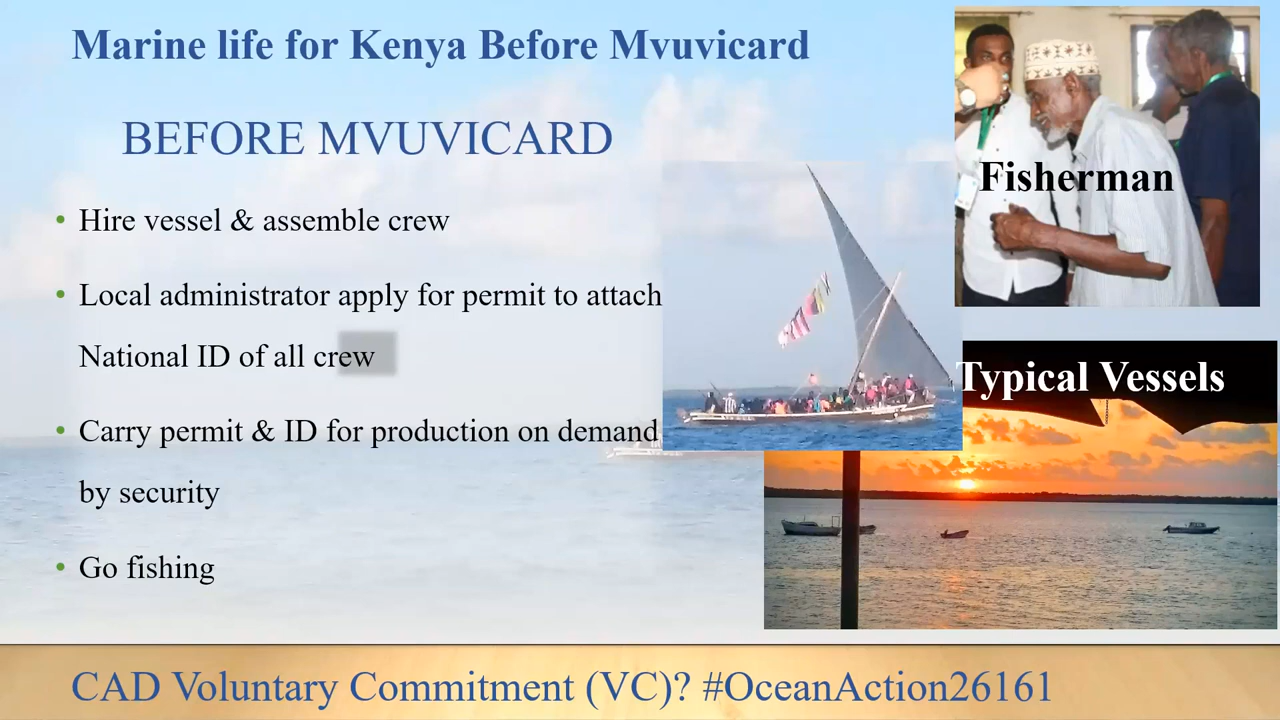 Marine life for Kenya Before Mvuvicard
BEFORE MVUVICARD
• Hire vessel & assemble crew
• Local administrator apply for permit to attach
National ID of all crew
• Carry permit & ID for production on demand
by security
• Go fishing
Fisherman
Typical Vessels
CAD Voluntary Commitment (VC)? #OceanAction26161